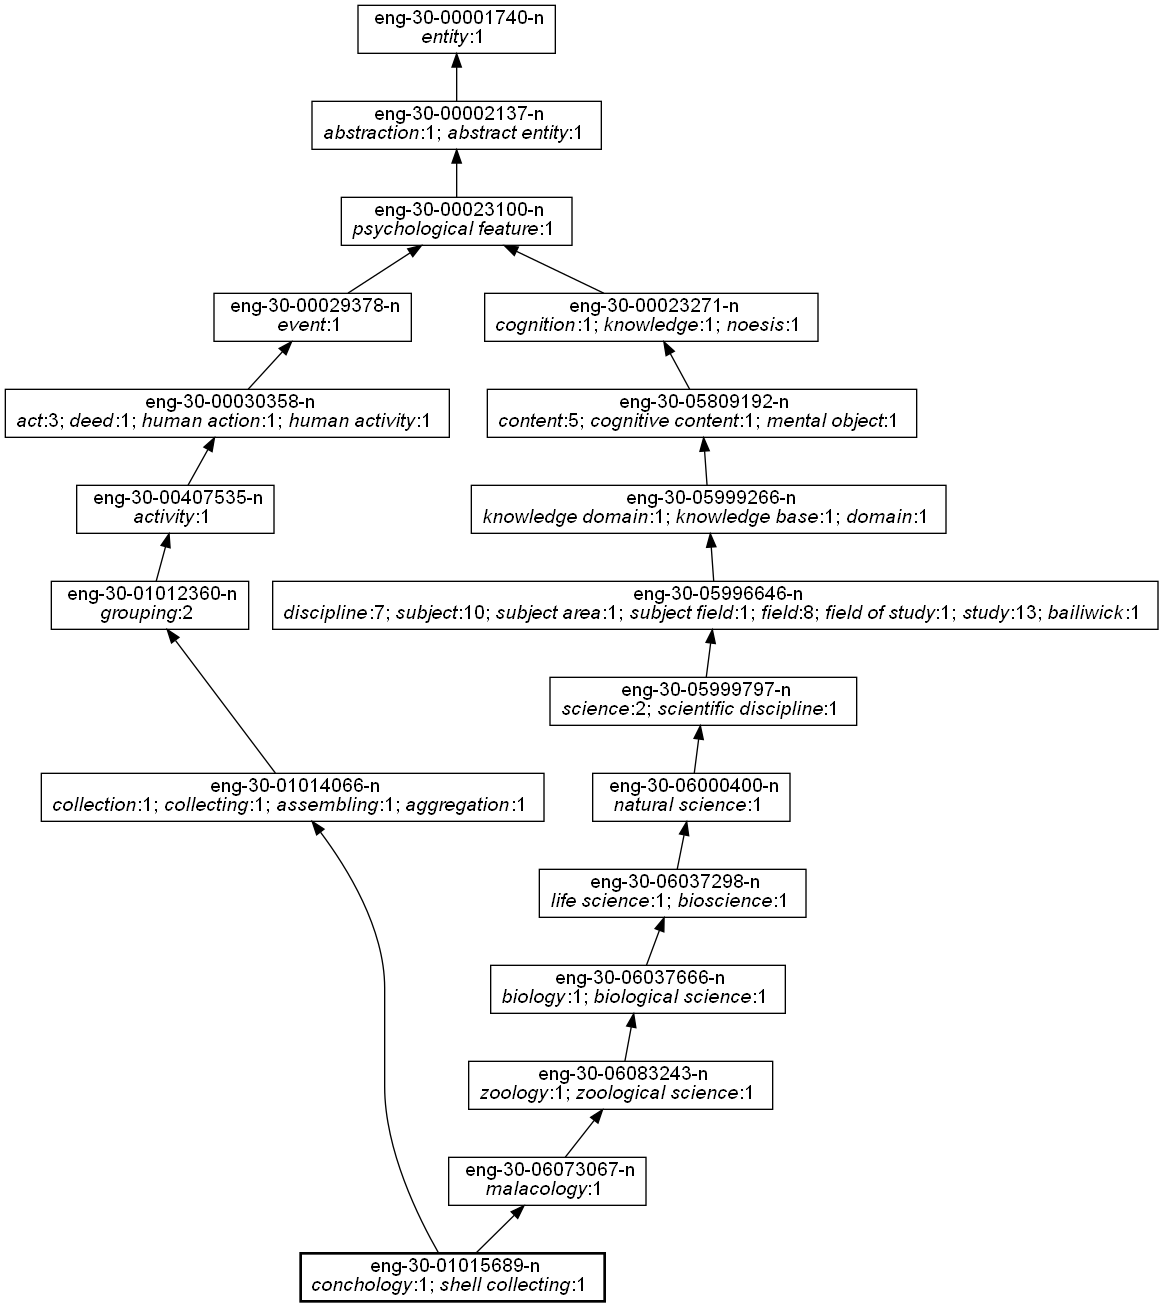 eng-30-00001740-n
entity:1
eng-30-00002137-n
abstraction:1; abstract entity:1
eng-30-00023100-n
psychological feature:1
eng-30-00029378-n
event:1
eng-30-00023271-n
cognition:1; knowledge:1; noesis:1
eng-30-00030358-n
act:3; deed:1; human action:1; human activity:1
eng-30-05809192-n
content:5; cognitive content:1; mental object:1
eng-30-00407535-n
activity:1
eng-30-05999266-n
knowledge domain:1; knowledge base:1; domain:1
eng-30-01012360-n
grouping:2
eng-30-05996646-n
discipline:7; subject:10; subject area:1; subject field:1; field:8; field of study:1; study:13; bailiwick:1
eng-30-05999797-n
science:2; scientific discipline:1
eng-30-01014066-n
collection:1; collecting:1; assembling:1; aggregation:1
eng-30-06000400-n
natural science:1
eng-30-06037298-n
life science:1; bioscience:1
eng-30-06037666-n
biology:1; biological science:1
eng-30-06083243-n
zoology:1; zoological science:1
eng-30-06073067-n
malacology:1
eng-30-01015689-n
conchology:1; shell collecting:1